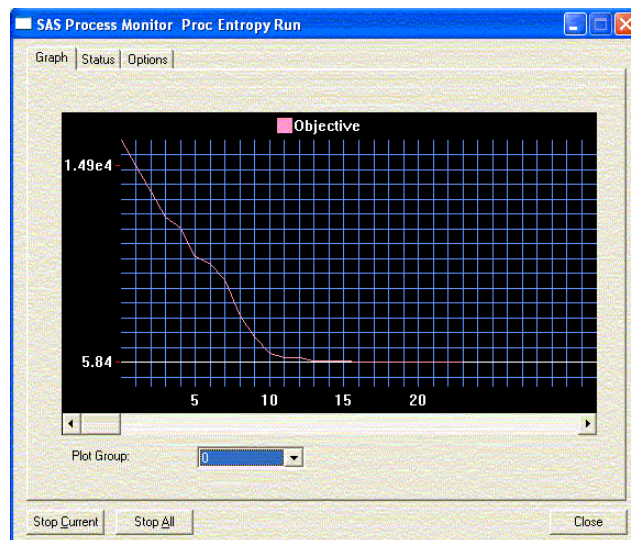 SAS Process Monitor Proc Entropy Run
Graph Status Options
Objective
1.49e4
5.84
5 10 15 20
Plot Group: 0
Stop Current Stop All Close